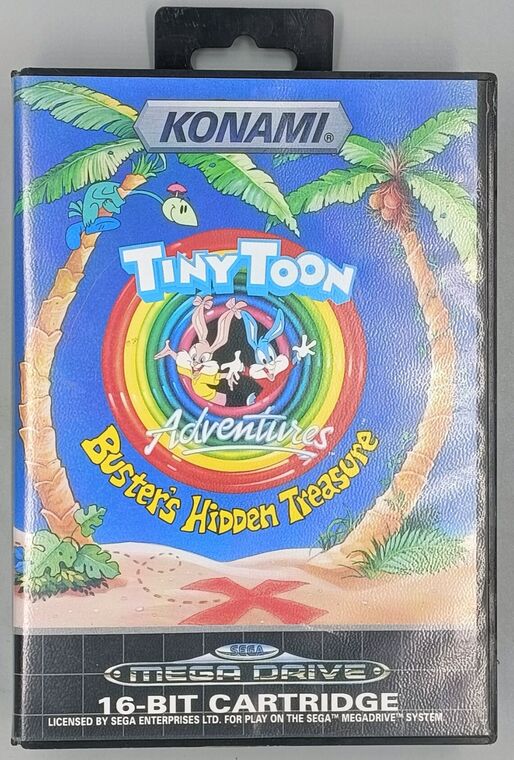 KONAMI®
TINY TOON
Adventures™
BUSTER'S HIDDEN TREASURE
SEGA
MEGA DRIVE
16-BIT CARTRIDGE
LICENSED BY SEGA ENTERPRISES LTD. FOR PLAY ON THE SEGA™ MEGADRIVE™ SYSTEM.